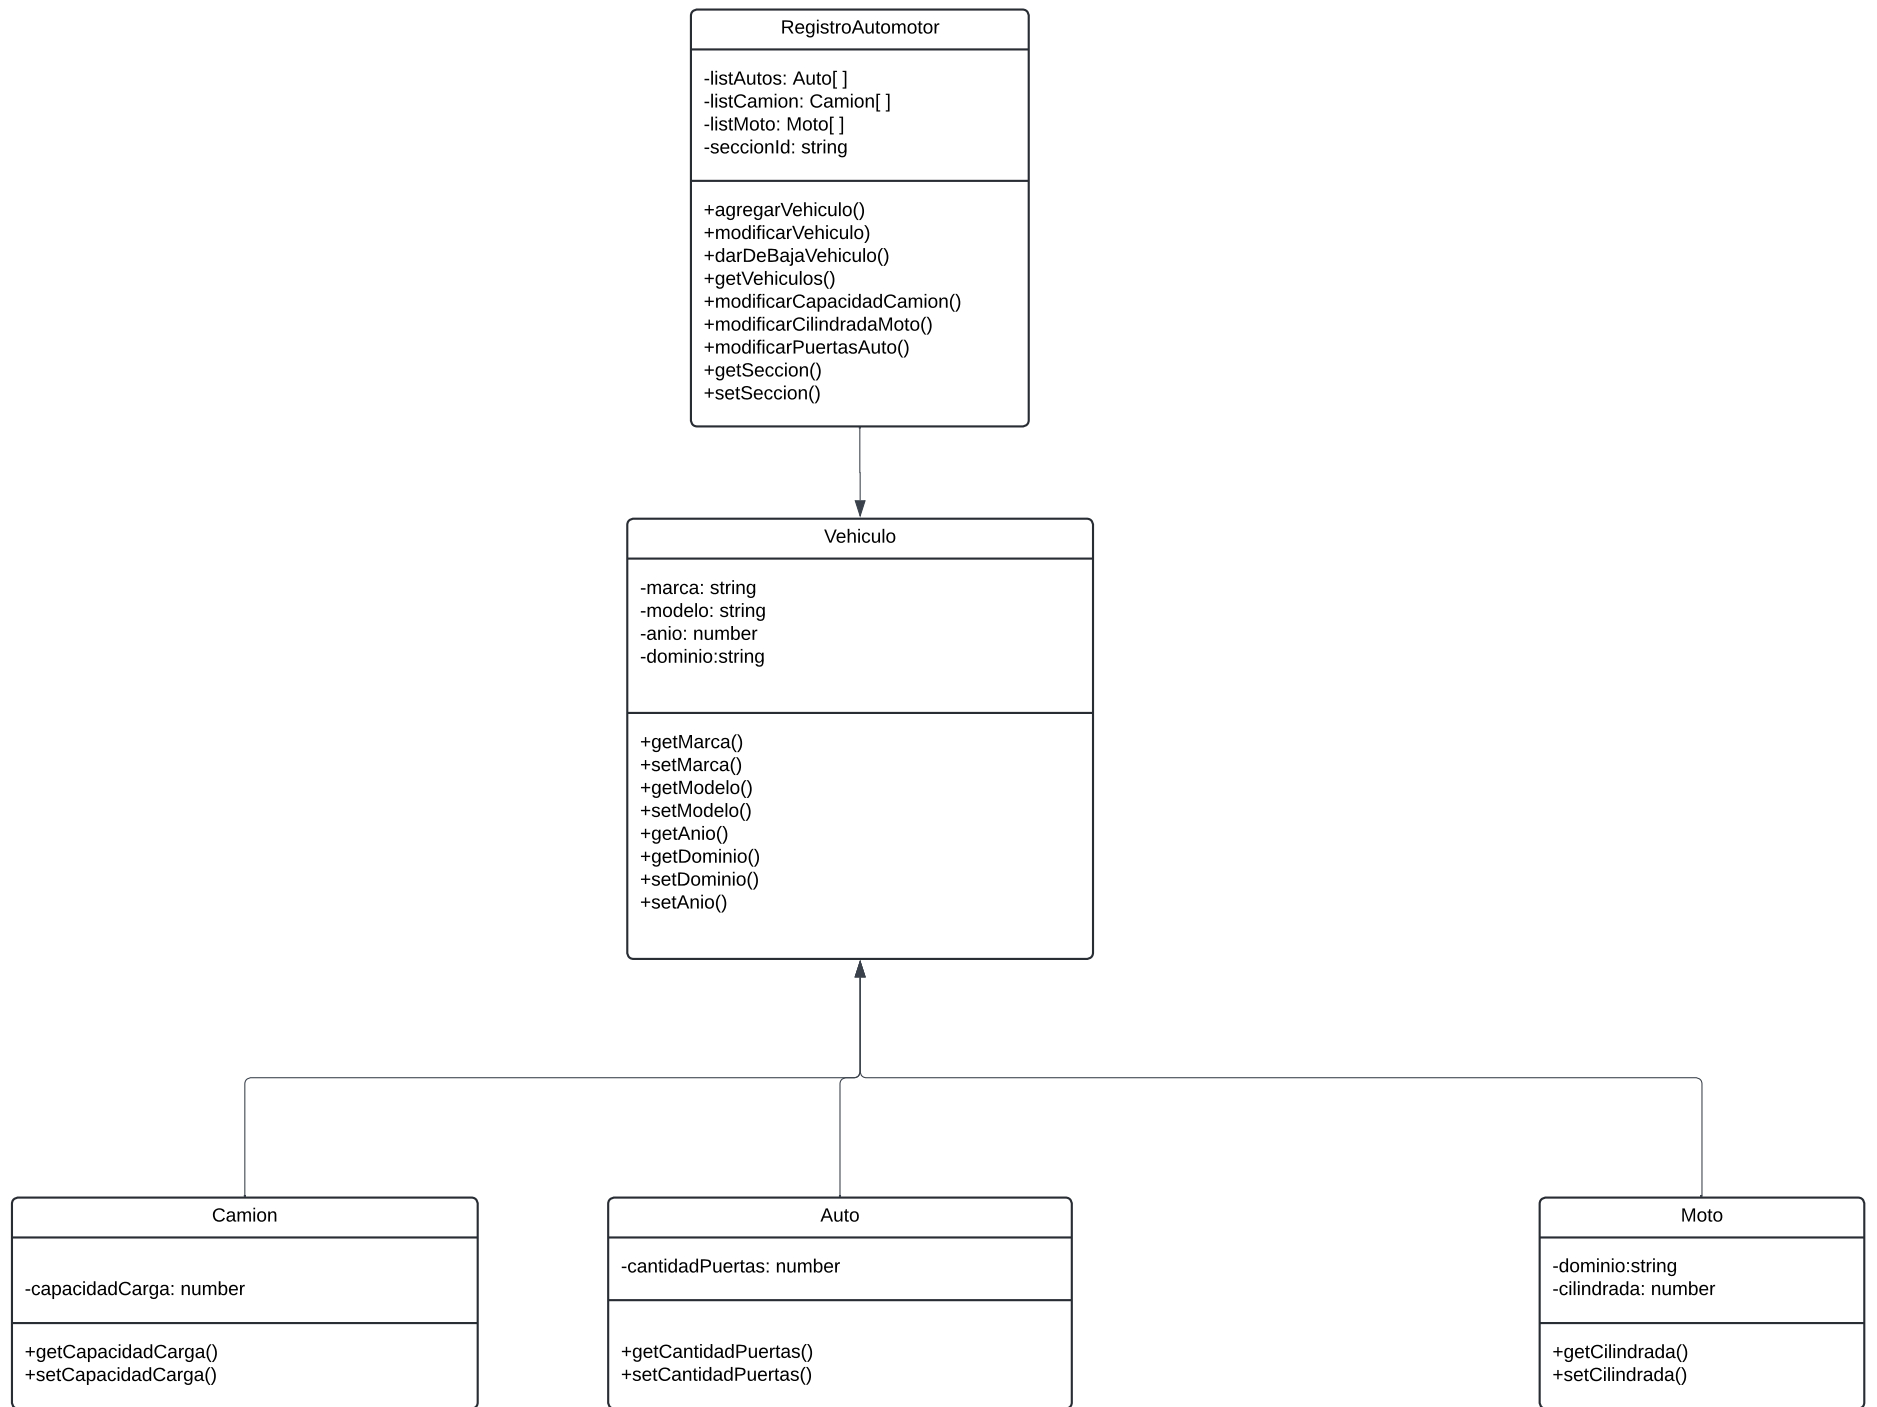 RegistroAutomotor
-listAutos: Auto[ ]
-listCamion: Camion[ ]
-listMoto: Moto[ ]
-seccionId: string
+agregarVehiculo()
+modificarVehiculo)
+darDeBajaVehiculo()
+getVehiculos()
+modificarCapacidadCamion()
+modificarCilindradaMoto()
+modificarPuertasAuto()
+getSeccion()
+setSeccion()
Vehiculo
-marca: string
-modelo: string
-anio: number
-dominio:string
+getMarca()
+setMarca()
+getModelo()
+setModelo()
+getAnio()
+getDominio()
+setDominio()
+setAnio()
Camion
-capacidadCarga: number
+getCapacidadCarga()
+setCapacidadCarga()
Auto
-cantidadPuertas: number
+getCantidadPuertas()
+setCantidadPuertas()
Moto
-dominio:string
-cilindrada: number
+getCilindrada()
+setCilindrada()